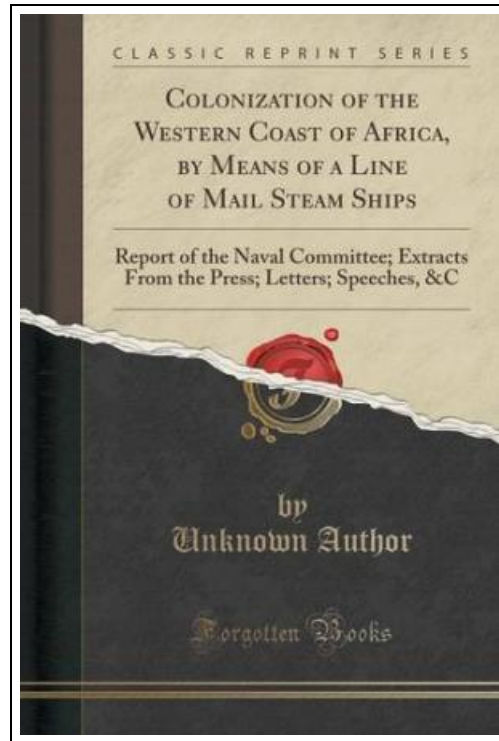 CLASSIC REPRINT SERIES
COLONIZATION OF THE
WESTERN COAST OF AFRICA,
BY MEANS OF A LINE
OF MAIL STEAM SHIPS
Report of the Naval Committee; Extracts
From the Press; Letters; Speeches, &C
by
Unknown Author
Forgotten Books